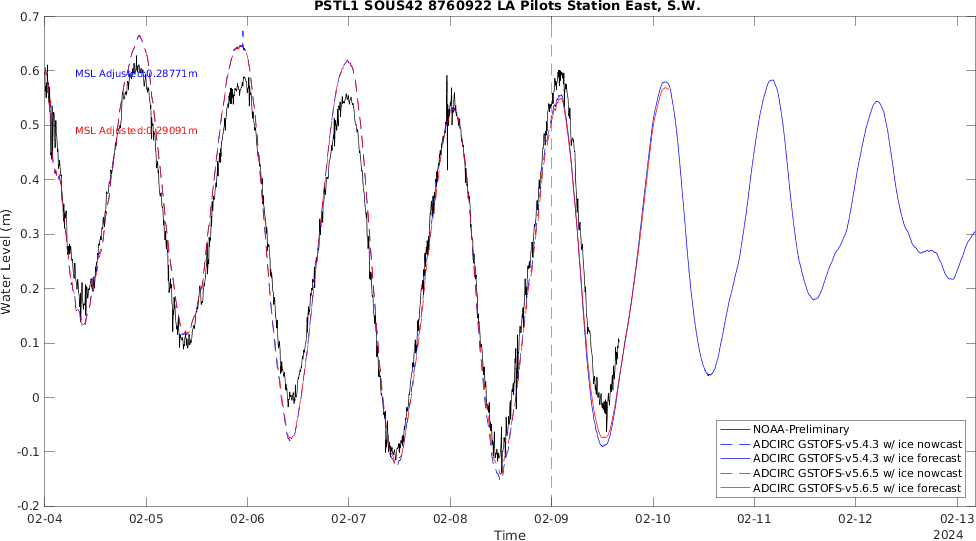 PSTL1 SOUS42 8760922 LA Pilots Station East, S.W.
0.7
0.6
0.5
0.4
0.3
0.2
0.1
0
-0.1
-0.2
Water Level (m)
MSL Adjusted:0.28771m
MSL Adjusted:0.29091m
NOAA-Preliminary
ADCIRC GSTOFS-v5.4.3 w/ ice nowcast
ADCIRC GSTOFS-v5.4.3 w/ ice forecast
ADCIRC GSTOFS-v5.6.5 w/ ice nowcast
ADCIRC GSTOFS-v5.6.5 w/ ice forecast
02-04 02-05 02-06 02-07 02-08 02-09 02-10 02-11 02-12 02-13
Time
2024